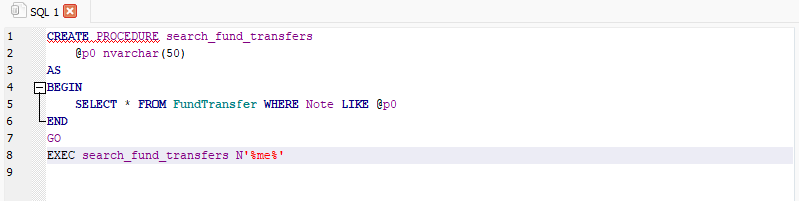 SQL 1
1 CREATE PROCEDURE search_fund_transfers
2     @p0 nvarchar(50)
3 AS
4 BEGIN
5     SELECT * FROM FundTransfer WHERE Note LIKE @p0
6 END
7 GO
8 EXEC search_fund_transfers N'%me%'
9